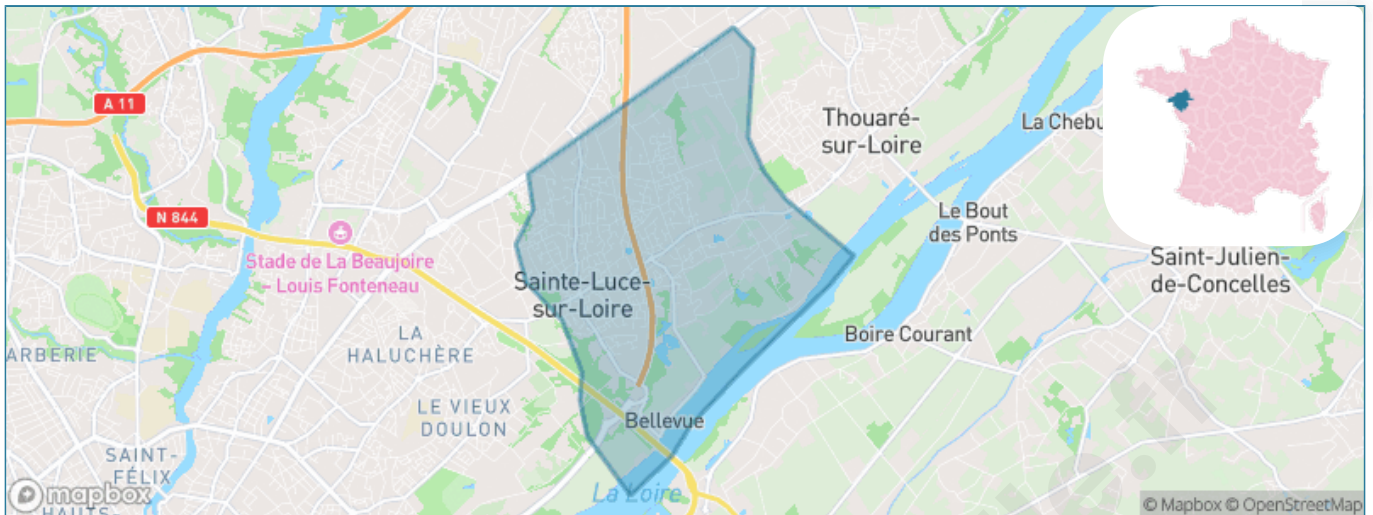 A 11
Thouaré-
sur-Loire
La Chebu
N 844
Le Bout
des Ponts
Stade de La Beaujoire
– Louis Fonteneau
Saint-Julien-
de-Concelles
Sainte-Luce-
sur-Loire
LA
HALUCHÈRE
Boire Courant
ARBERIE
LE VIEUX
DOULON
Bellevue
SAINT-
FÉLIX
La Loire
mapbox
HAUTS-
© Mapbox © OpenStreetMap